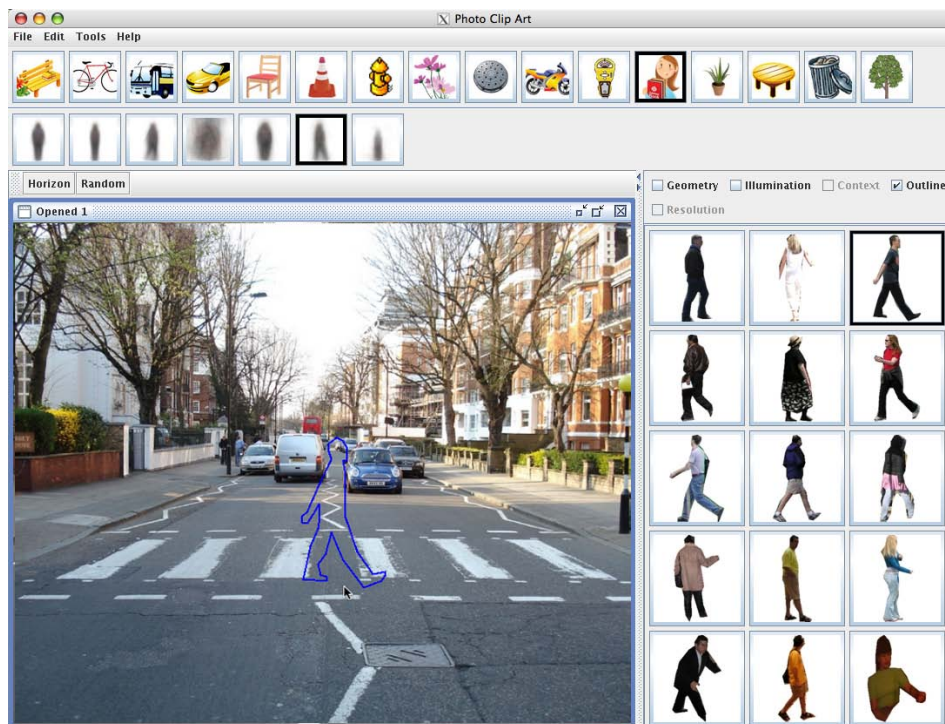 Photo Clip Art
File Edit Tools Help
Horizon Random
Geometry Illumination Context Outline
Resolution
Opened 1